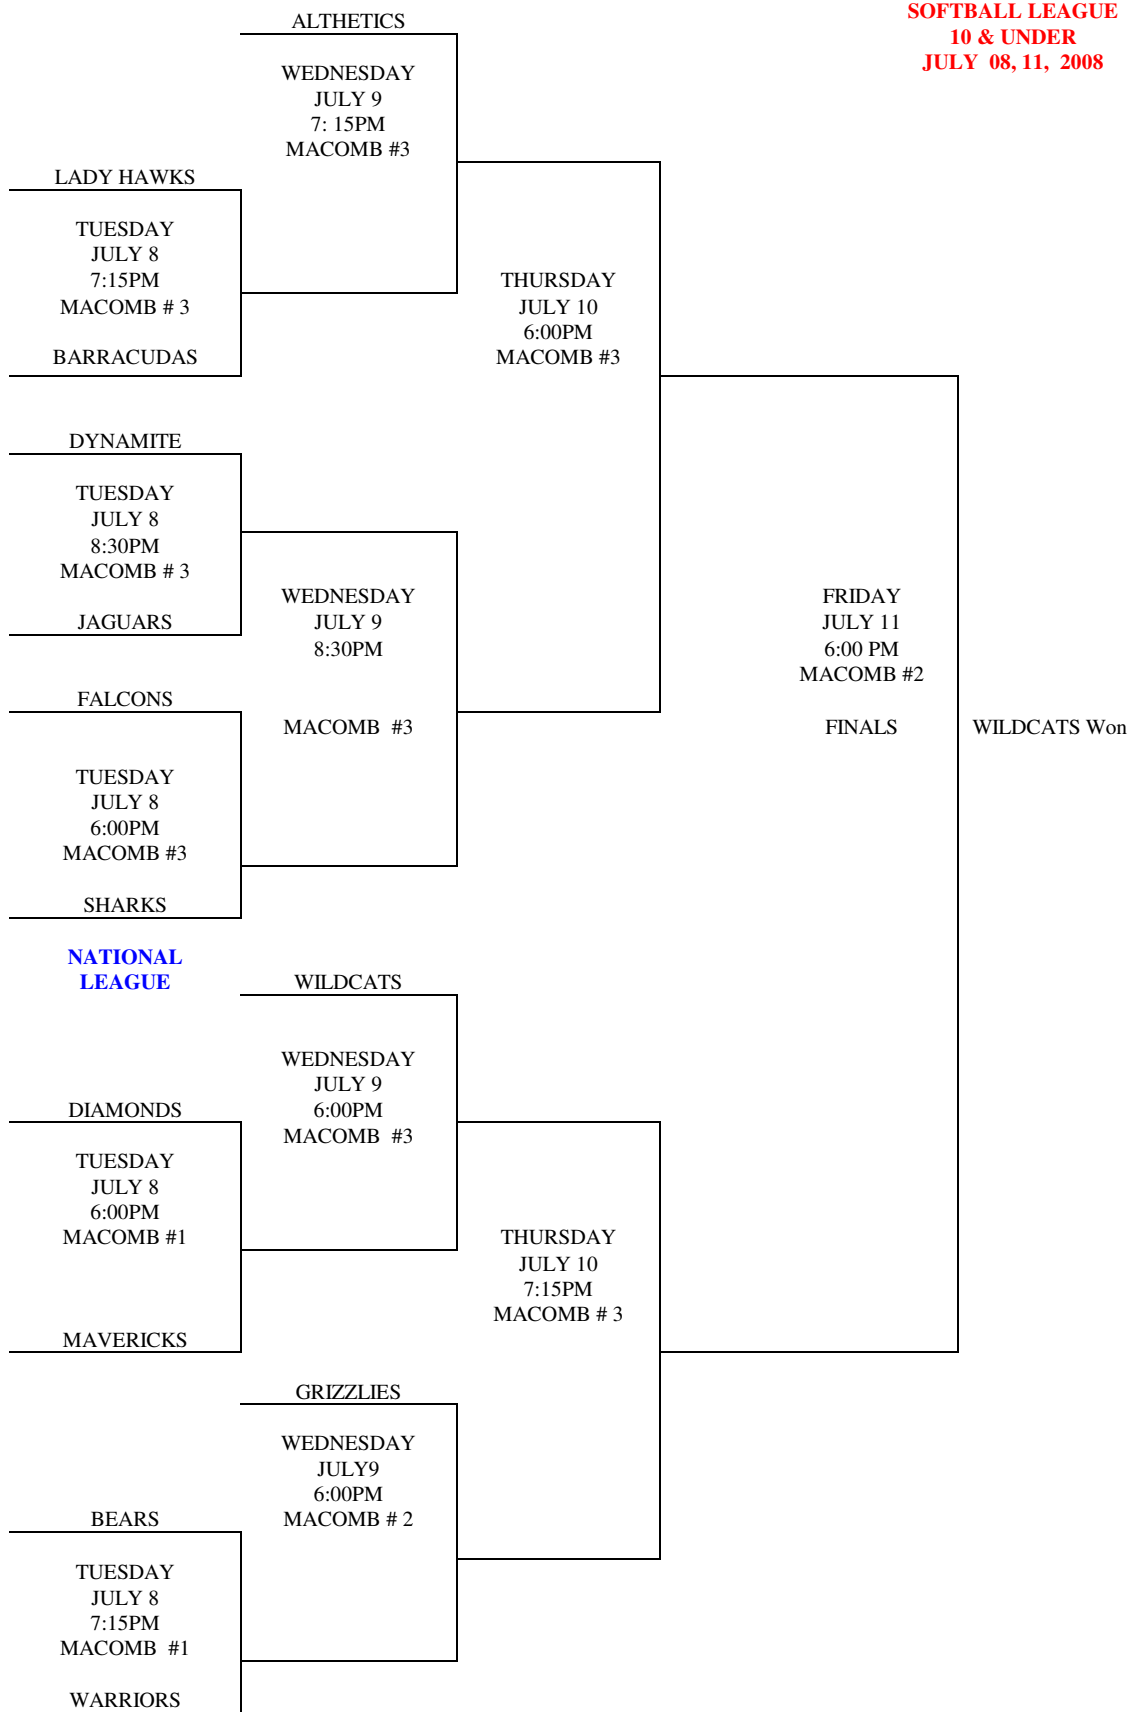 SOFTBALL LEAGUE
10 & UNDER
JULY  08, 11,  2008
ALTHETICS
WEDNESDAY
JULY 9
7: 15PM
MACOMB #3
LADY HAWKS
TUESDAY
JULY 8
7:15PM
MACOMB # 3
BARRACUDAS
THURSDAY
JULY 10
6:00PM
MACOMB #3
DYNAMITE
TUESDAY
JULY 8
8:30PM
MACOMB # 3
JAGUARS
WEDNESDAY
JULY 9
8:30PM
MACOMB  #3
FRIDAY
JULY 11
6:00 PM
MACOMB #2
FINALS
WILDCATS Won
FALCONS
TUESDAY
JULY 8
6:00PM
MACOMB #3
SHARKS
NATIONAL
LEAGUE
WILDCATS
WEDNESDAY
JULY 9
6:00PM
MACOMB  #3
DIAMONDS
TUESDAY
JULY 8
6:00PM
MACOMB #1
MAVERICKS
THURSDAY
JULY 10
7:15PM
MACOMB # 3
GRIZZLIES
WEDNESDAY
JULY9
6:00PM
MACOMB # 2
BEARS
TUESDAY
JULY 8
7:15PM
MACOMB  #1
WARRIORS